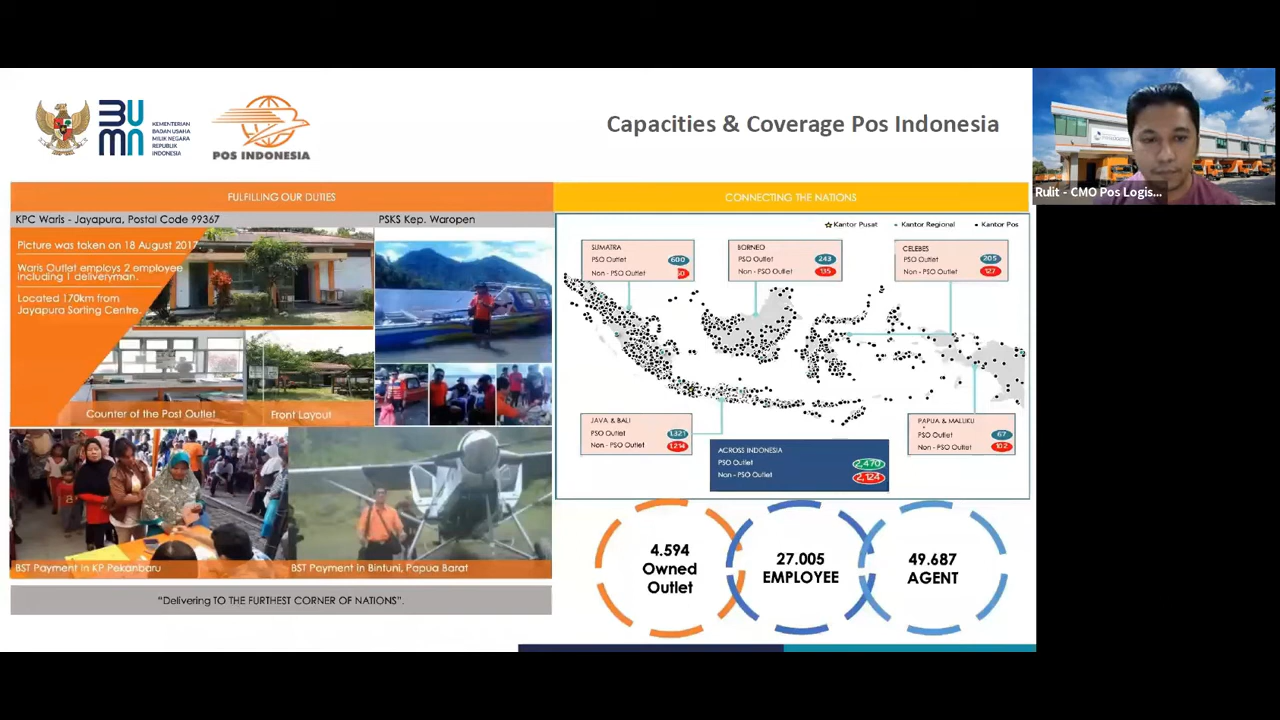 BUMN
KEMENTERIAN
BADAN USAHA
MILIK NEGARA
REPUBLIK
INDONESIA
POS INDONESIA
Capacities & Coverage Pos Indonesia
Rulit - CMO Pos Logis...
FULFILLING OUR DUTIES
KPC Waris - Jayapura, Postal Code 99367
PSKS Kep. Waropen
Picture was taken on 18 August 2017
Waris Outlet employs 2 employee
including 1 deliveryman.
Located 170km from
Jayapura Sorting Centre.
Counter of the Post Outlet
Front Layout
BST Payment in KP Pekanbaru
BST Payment in Bintuni, Papua Barat
"Delivering TO THE FURTHEST CORNER OF NATIONS".
CONNECTING THE NATIONS
Kantor Pusat
- Kantor Regional
• Kantor Pos
SUMATRA
PSO Outlet 600
Non - PSO Outlet
BORNEO
PSO Outlet 243
Non - PSO Outlet 135
CELEBES
PSO Outlet 205
Non - PSO Outlet 127
JAVA & BALI
PSO Outlet 1,321
Non - PSO Outlet 1,214
PAPUA & MALUKU
PSO Outlet 67
Non - PSO Outlet 102
ACROSS INDONESIA
PSO Outlet 2,470
Non - PSO Outlet 2,124
4.594
Owned
Outlet
27.005
EMPLOYEE
49.687
AGENT